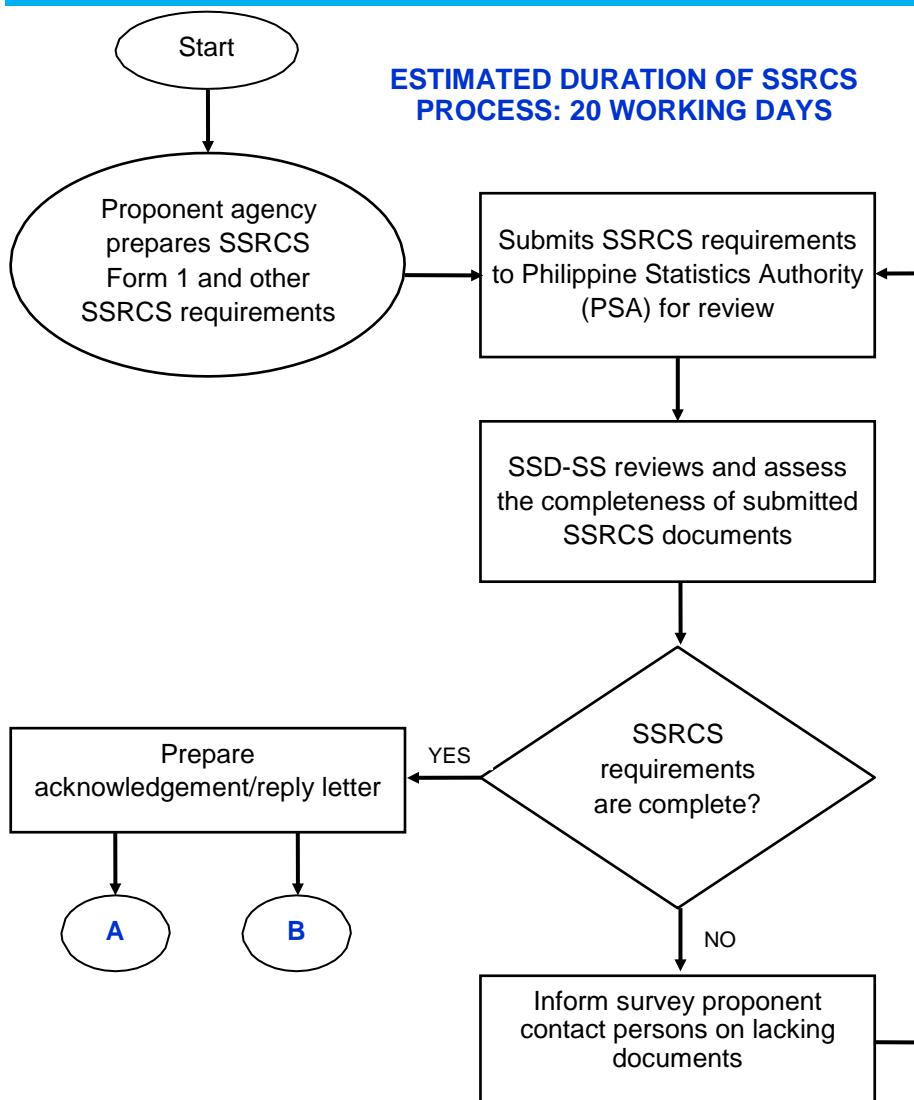 Start
ESTIMATED DURATION OF SSRCS
PROCESS: 20 WORKING DAYS
Proponent agency
prepares SSRCS
Form 1 and other
SSRCS requirements
Submits SSRCS requirements
to Philippine Statistics Authority
(PSA) for review
SSD-SS reviews and assess
the completeness of submitted
SSRCS documents
SSRCS
requirements
are complete?
YES
Prepare
acknowledgement/reply letter
A
B
NO
Inform survey proponent
contact persons on lacking
documents